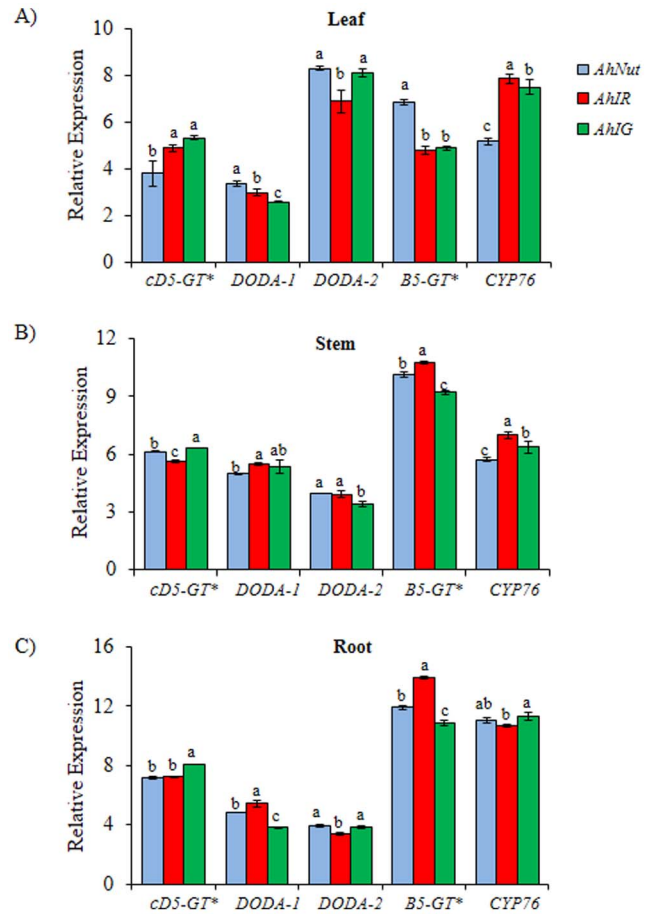 A)
Leaf
Relative Expression
10
8
6
4
2
0
b a a
a b c
a b a
a b b
c a b
cD5-GT* DODA-1 DODA-2 B5-GT* CYP76
AhNut
AhIR
AhIG
B)
Stem
Relative Expression
12
9
6
3
0
b c a
b a ab
a a b
b a c
c a b
cD5-GT* DODA-1 DODA-2 B5-GT* CYP76
C)
Root
Relative Expression
16
12
8
4
0
b b a
b a c
a b a
b a c
ab b a
cD5-GT* DODA-1 DODA-2 B5-GT* CYP76